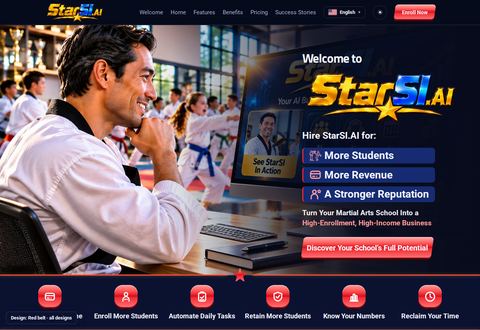 StarSI.AI
Welcome Home Features Benefits Pricing Success Stories English Enroll Now
Welcome to
StarSI.AI
Your AI
See StarSI
In Action
Hire StarSI.AI for:
More Students
More Revenue
A Stronger Reputation
Turn Your Martial Arts School Into a
High-Enrollment, High-Income Business
Discover Your School's Full Potential
Enroll More Students Automate Daily Tasks Retain More Students Know Your Numbers Reclaim Your Time
Design: Red belt - all designs